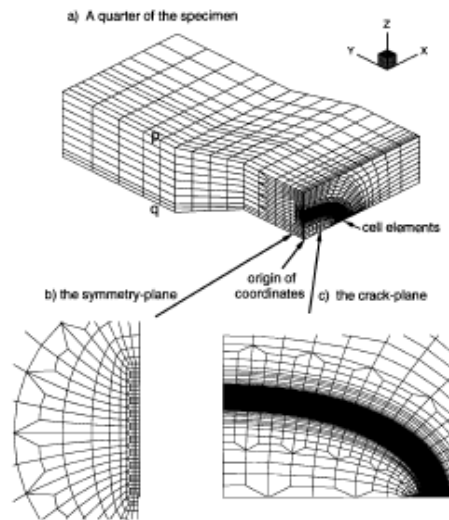 a) A quarter of the specimen
Z
Y
X
p
q
cell elements
origin of
coordinates
b) the symmetry-plane
c) the crack-plane